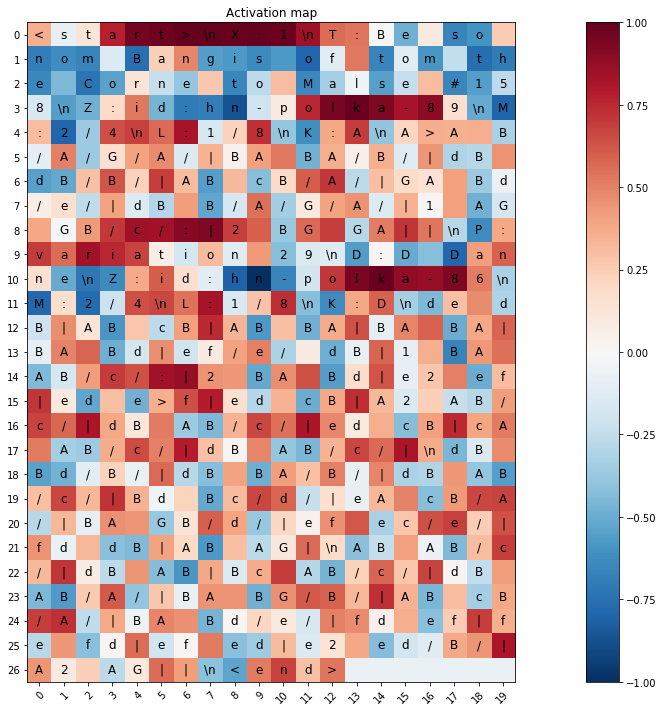 Activation map
0 < s t a r t > \n X : 1 \n T : B e s o
1 n o m B a n g i s o f t o m t h
2 e C o r n e t o M a l s e # 1 5
3 8 \n Z : i d : h n - p o l k a - 8 9 \n M
4 : 2 / 4 \n L : 1 / 8 \n K : A \n A > A B
5 / A / G / A / | B A B A / B / | d B
6 d B / B / | A B c B / A / | G A B d
7 / e / | d B B / A / G / A / | 1 A G
8 G B / c / : | 2 B G G A | | \n P :
9 v a r i a t i o n 2 9 \n D : D D a n
10 n e \n Z : i d : h n - p o l k a - 8 6 \n
11 M : 2 / 4 \n L : 1 / 8 \n K : D \n d e d
12 B | A B c B | A B B A | B A B A |
13 B A B d | e f / e / d B | 1 B A
14 A B / c / : | 2 B A B d | e 2 e f
15 | e d e > f | e d c B | A 2 A B /
16 c / | d B A B / c / | e d c B | c A
17 A B / c / | d B A B / c / | \n d B
18 B d / B / | d B B A / B / | d B A B
19 / c / | B d B c / d / | e A c B / A
20 / | B A G B / d / | e f e c / e / |
21 f d d B | A B A G | \n A B A B / c
22 / | d B A B | B c A B / c / | d B
23 A B / A / | B A B G / B / | A B c B
24 / A / | B A B d / e / | f d e f | f
25 e f d | e f e d | e 2 e d / B / |
26 A 2 A G | | \n < e n d >
0 1 2 3 4 5 6 7 8 9 10 11 12 13 14 15 16 17 18 19
1.00
0.75
0.50
0.25
0.00
−0.25
−0.50
−0.75
−1.00